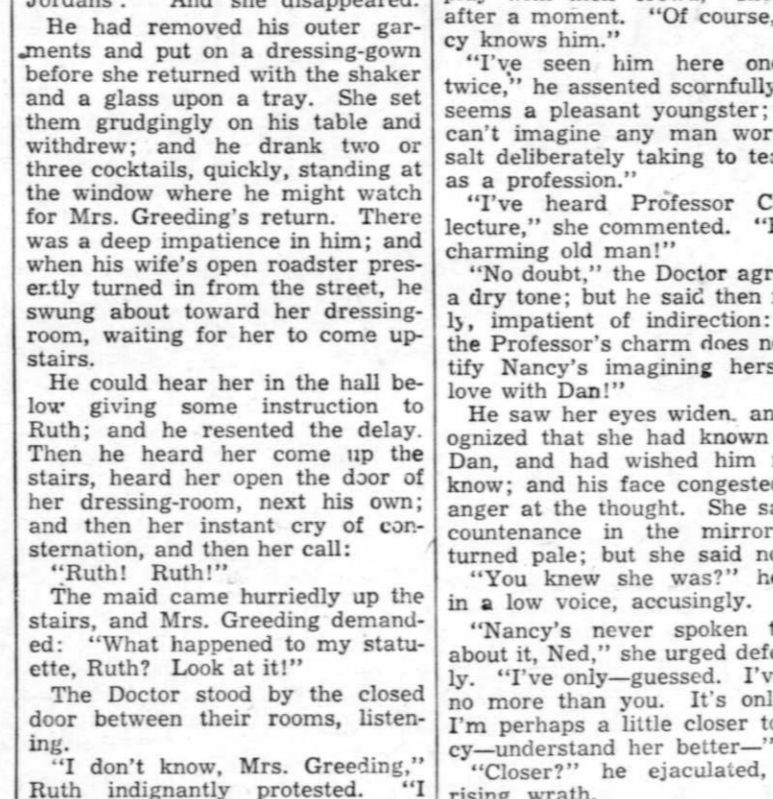 Jordans. And she disappeared.
He had removed his outer gar-
ments and put on a dressing-gown
before she returned with the shaker
and a glass upon a tray. She set
them grudgingly on his table and
withdrew; and he drank two or
three cocktails, quickly, standing at
the window where he might watch
for Mrs. Greeding's return. There
was a deep impatience in him; and
when his wife's open roadster pres-
ently turned in from the street, he
swung about toward her dressing-
room, waiting for her to come up-
stairs.
He could hear her in the hall be-
low giving some instruction to
Ruth; and he resented the delay.
Then he heard her come up the
stairs, heard her open the door of
her dressing-room, next his own;
and then her instant cry of con-
sternation, and then her call:
"Ruth! Ruth!"
The maid came hurriedly up the
stairs, and Mrs. Greeding demand-
ed: "What happened to my statu-
ette, Ruth? Look at it!"
The Doctor stood by the closed
door between their rooms, listen-
ing.
"I don't know, Mrs. Greeding,"
Ruth indignantly protested. "I
after a moment. "Of course,
cy knows him."
"I've seen him here
twice," he assented scornfully
seems a pleasant youngster;
can't imagine any man
salt deliberately taking to
as a profession."
"I've heard Professor C
lecture," she commented.
charming old man!"
"No doubt," the Doctor
a dry tone; but he said then
ly, impatient of indirection:
the Professor's charm does
tify Nancy's imagining
love with Dan!"
He saw her eyes widen, an
ognized that she had known
Dan, and had wished him
know; and his face congested
anger at the thought. She
countenance in the mirror
turned pale; but she said
"You knew she was?" he
in a low voice, accusingly.
"Nancy's never spoken
about it, Ned," she urged
ly. "I've only—guessed. I'v
no more than you. It's
I'm perhaps a little closer
cy—understand her better—"
"Closer?" he ejaculated,
rising wrath.